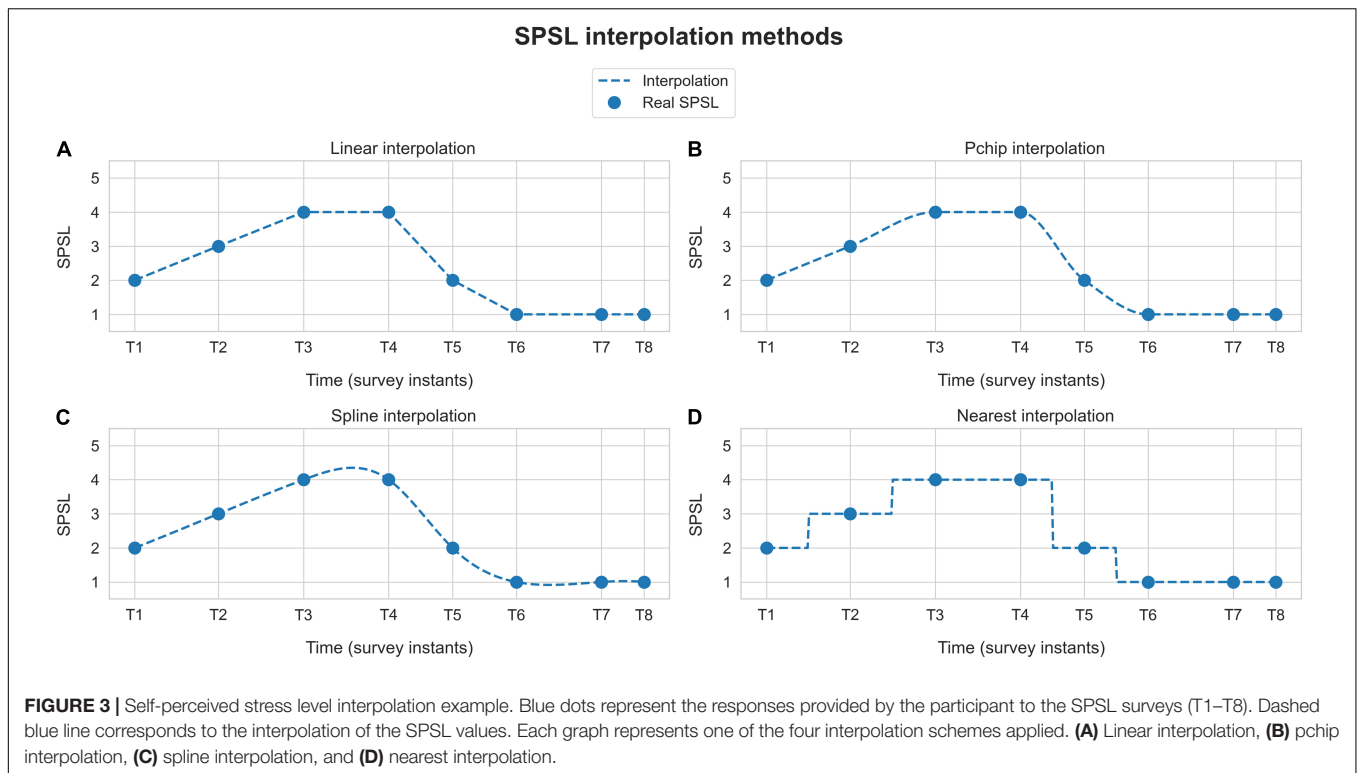 SPSL interpolation methods
Interpolation
Real SPSL
A
Linear interpolation
5
4
3
2
1
SPSL
T1 T2 T3 T4 T5 T6 T7 T8
Time (survey instants)
B
Pchip interpolation
5
4
3
2
1
SPSL
T1 T2 T3 T4 T5 T6 T7 T8
Time (survey instants)
C
Spline interpolation
5
4
3
2
1
SPSL
T1 T2 T3 T4 T5 T6 T7 T8
Time (survey instants)
D
Nearest interpolation
5
4
3
2
1
SPSL
T1 T2 T3 T4 T5 T6 T7 T8
Time (survey instants)
FIGURE 3 | Self-perceived stress level interpolation example. Blue dots represent the responses provided by the participant to the SPSL surveys (T1–T8). Dashed
blue line corresponds to the interpolation of the SPSL values. Each graph represents one of the four interpolation schemes applied. (A) Linear interpolation, (B) pchip
interpolation, (C) spline interpolation, and (D) nearest interpolation.